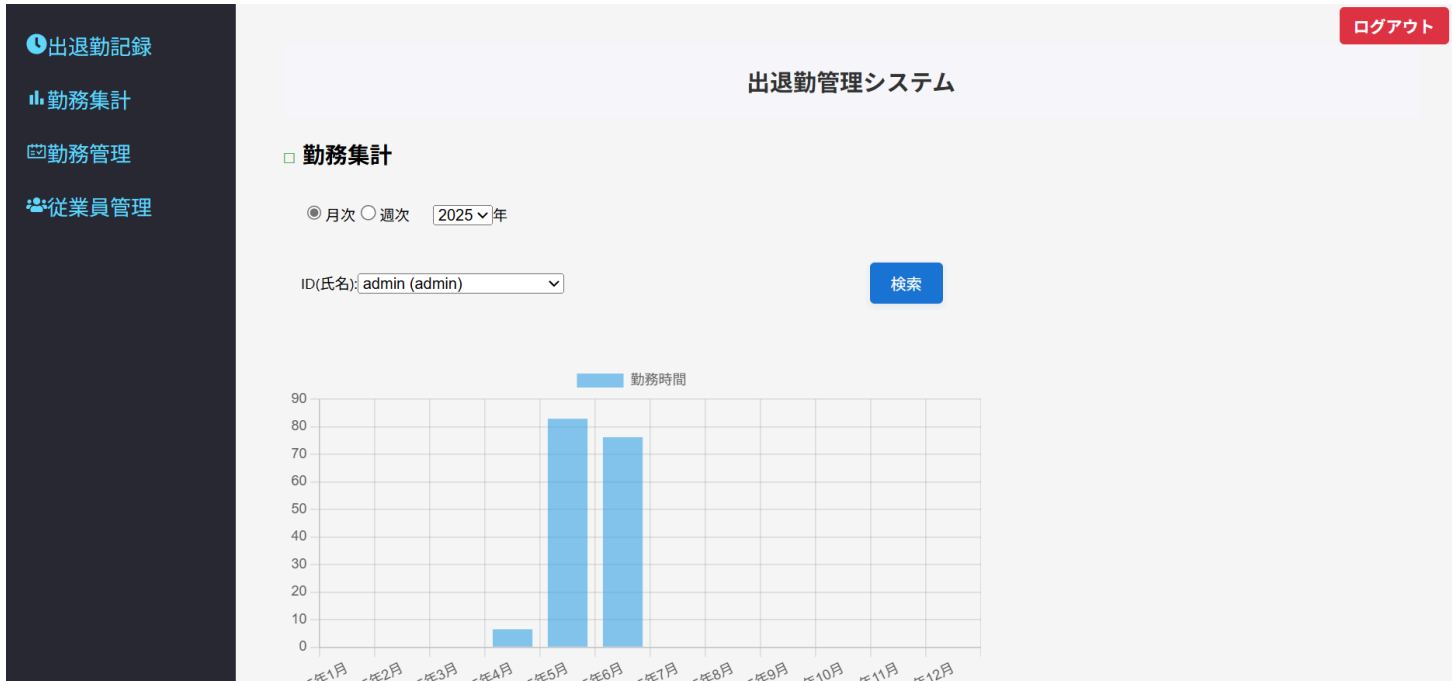 ログアウト
出退勤記録
勤務集計
勤務管理
従業員管理
出退勤管理システム
勤務集計
月次 週次 2025 年
ID(氏名): admin (admin)
検索
勤務時間
90
80
70
60
50
40
30
20
10
0
年1月 年2月 年3月 年4月 年5月 年6月 年7月 年8月 年9月 年10月 年11月 年12月